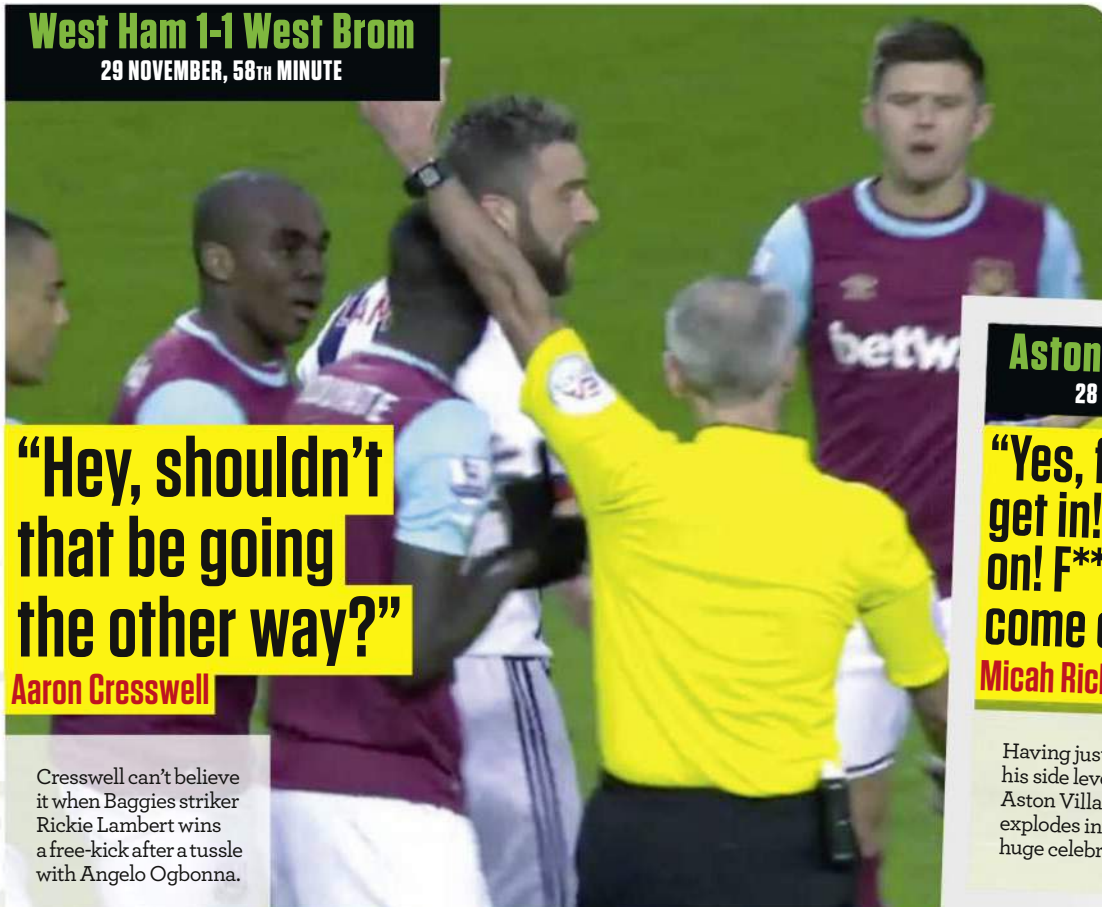 West Ham 1-1 West Brom
29 NOVEMBER, 58TH MINUTE
“Hey, shouldn’t
that be going
the other way?”
Aaron Cresswell
Cresswell can’t believe
it when Baggies striker
Rickie Lambert wins
a free-kick after a tussle
with Angelo Ogbonna.
betw
Aston
28
“Yes,
get in!
on! F**
come
Micah Rich
Having just
his side leve
Aston Villa
explodes in
huge celebr